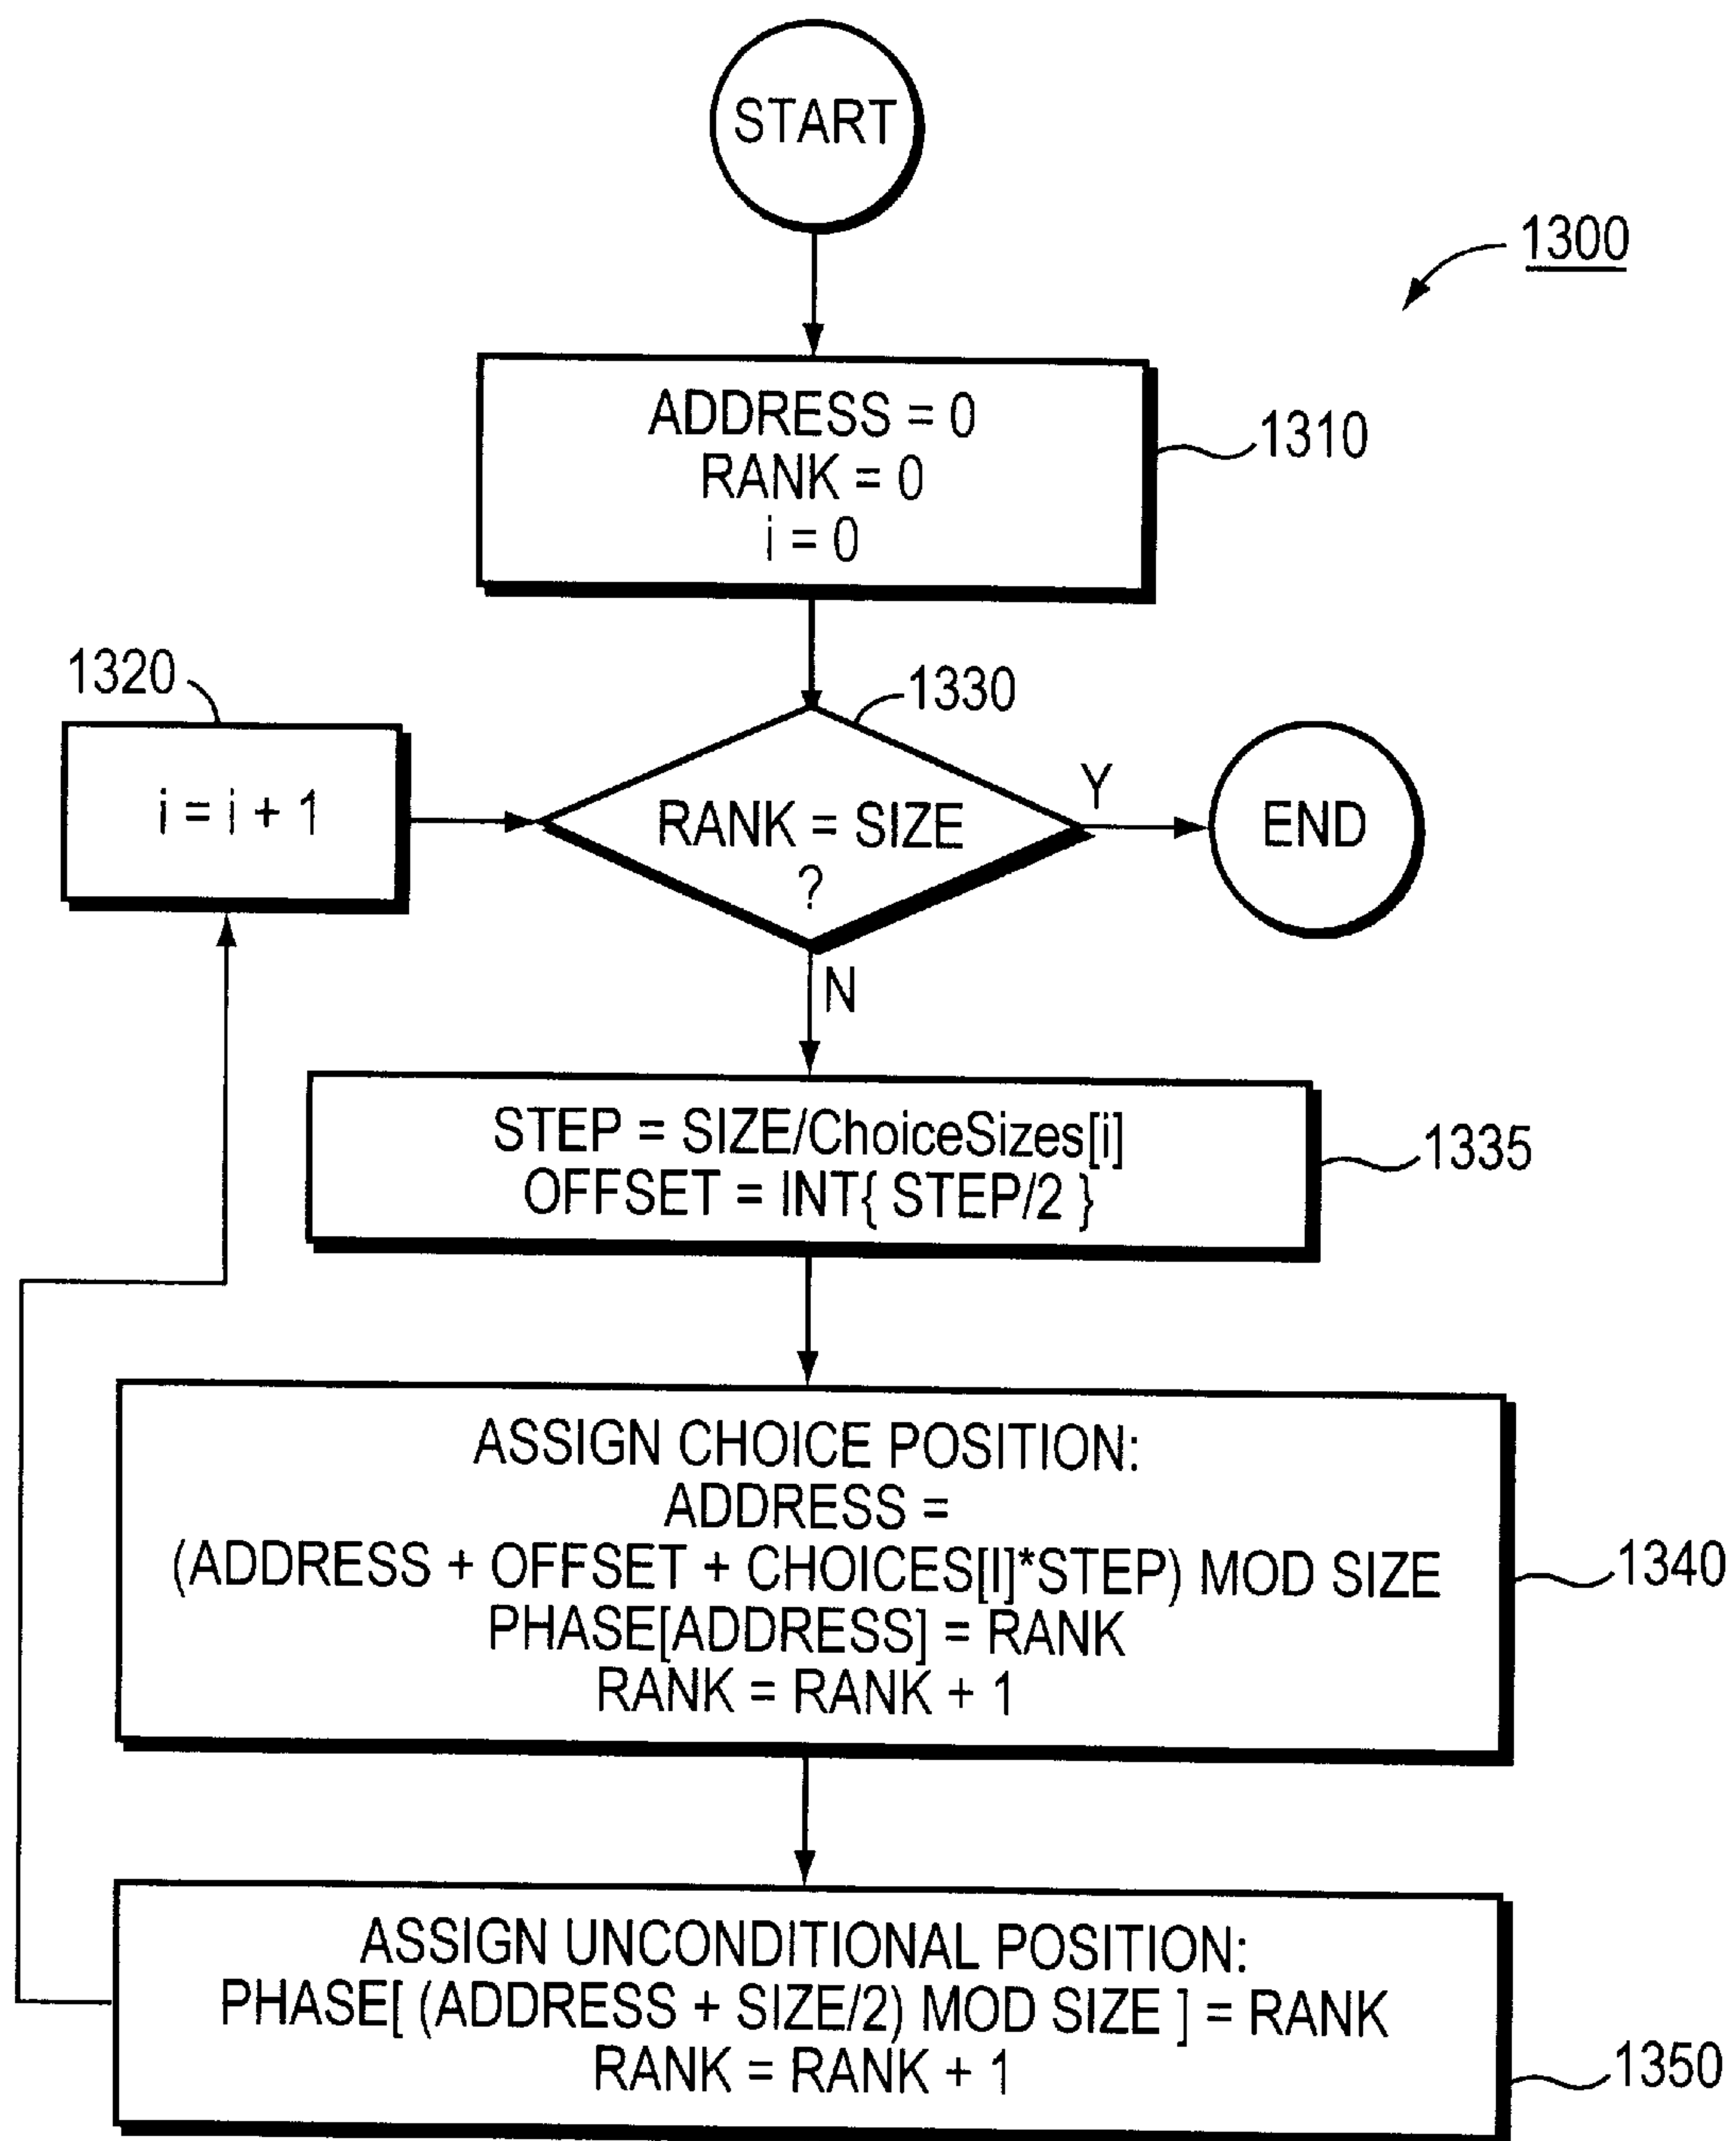 START
1300
ADDRESS = 0
RANK = 0
i = 0
1310
1320
i = i + 1
1330
RANK = SIZE
?
Y
END
N
STEP = SIZE/ChoiceSizes[i]
OFFSET = INT{ STEP/2 }
1335
ASSIGN CHOICE POSITION:
ADDRESS =
(ADDRESS + OFFSET + CHOICES[I]*STEP) MOD SIZE
PHASE[ADDRESS] = RANK
RANK = RANK + 1
1340
ASSIGN UNCONDITIONAL POSITION:
PHASE[ (ADDRESS + SIZE/2) MOD SIZE ] = RANK
RANK = RANK + 1
1350